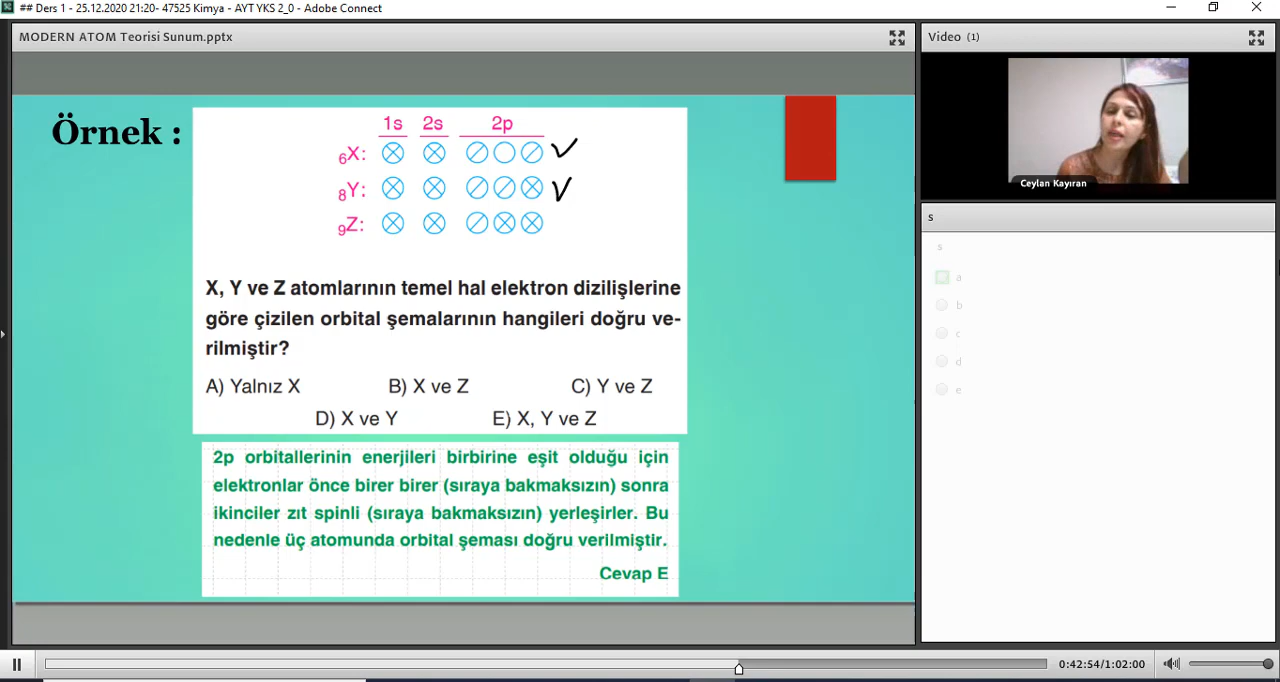 ## Ders 1 - 25.12.2020 21:20- 47525 Kimya - AYT YKS 2_0 - Adobe Connect
MODERN ATOM Teorisi Sunum.pptx
Örnek :
1s 2s 2p
6X:
8Y:
9Z:
X, Y ve Z atomlarının temel hal elektron dizilişlerine
göre çizilen orbital şemalarının hangileri doğru ve-
rilmiştir?
A) Yalnız X B) X ve Z C) Y ve Z
D) X ve Y E) X, Y ve Z
2p orbitallerinin enerjileri birbirine eşit olduğu için
elektronlar önce birer birer (sıraya bakmaksızın) sonra
ikinciler zıt spinli (sıraya bakmaksızın) yerleşirler. Bu
nedenle üç atomunda orbital şeması doğru verilmiştir.
Cevap E
Video (1)
Ceylan Kayıran
s
s
a
b
c
d
e
0:42:54/1:02:00